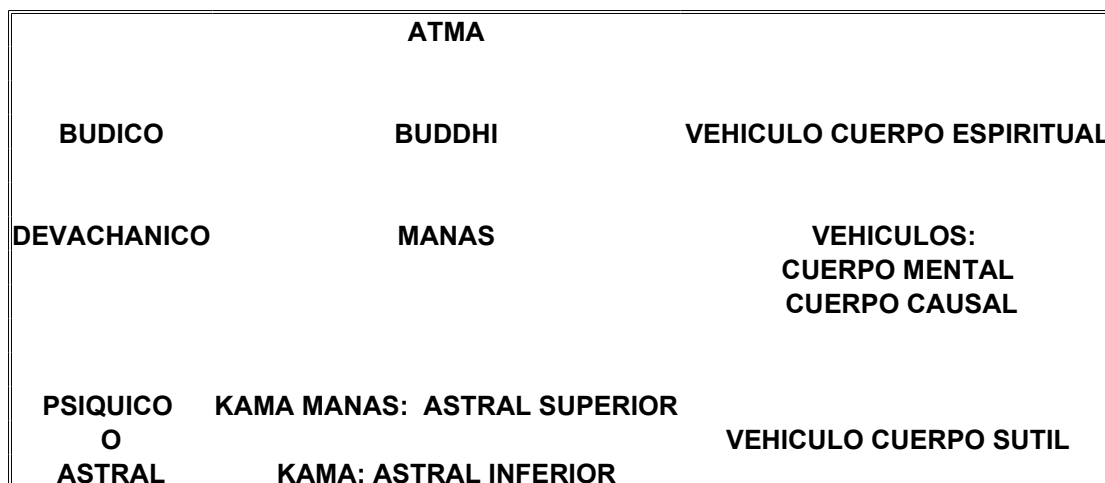 ATMA
BUDICO BUDDHI VEHICULO CUERPO ESPIRITUAL
DEVACHANICO MANAS VEHICULOS:
CUERPO MENTAL
CUERPO CAUSAL
PSIQUICO KAMA MANAS: ASTRAL SUPERIOR
O VEHICULO CUERPO SUTIL
ASTRAL KAMA: ASTRAL INFERIOR